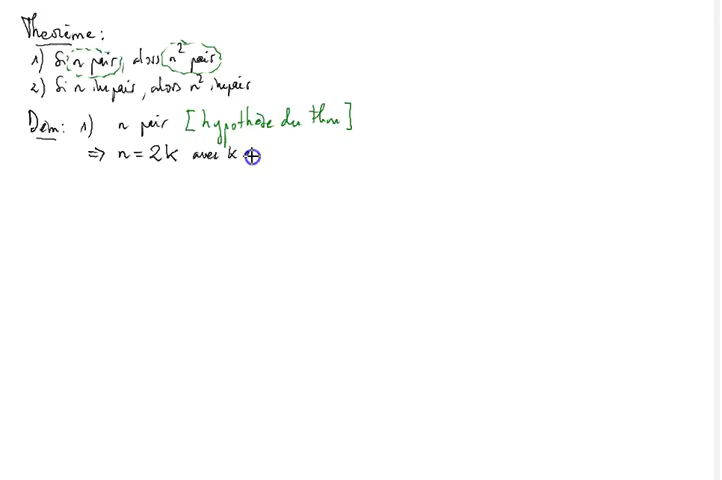 Théorème :
1) Si n pair, alors n² pair
2) Si n impair, alors n² impair
Dém : 1) n pair [hypothèse du thm]
⇒ n = 2k avec k